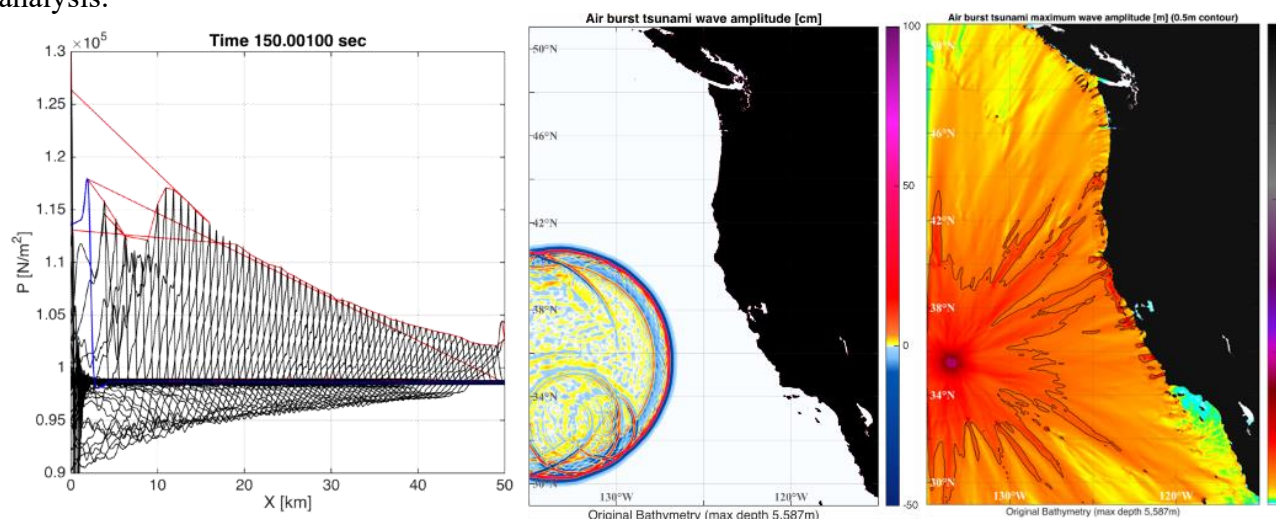 analysis.
Time 150.00100 sec
×10⁵
1.3
1.25
1.2
1.15
1.1
1.05
1
0.95
0.9
P [N/m²]
0 10 20 30 40 50
X [km]
Air burst tsunami wave amplitude [cm]
50°N
46°N
42°N
38°N
34°N
30°N
130°W 120°W
100
50
0
-50
Original Bathymetry (max depth 5,587m)
Air burst tsunami maximum wave amplitude [m] (0.5m contour)
46°N
42°N
38°N
34°N
30°N
130°W 120°W
Original Bathymetry (max depth 5,587m)